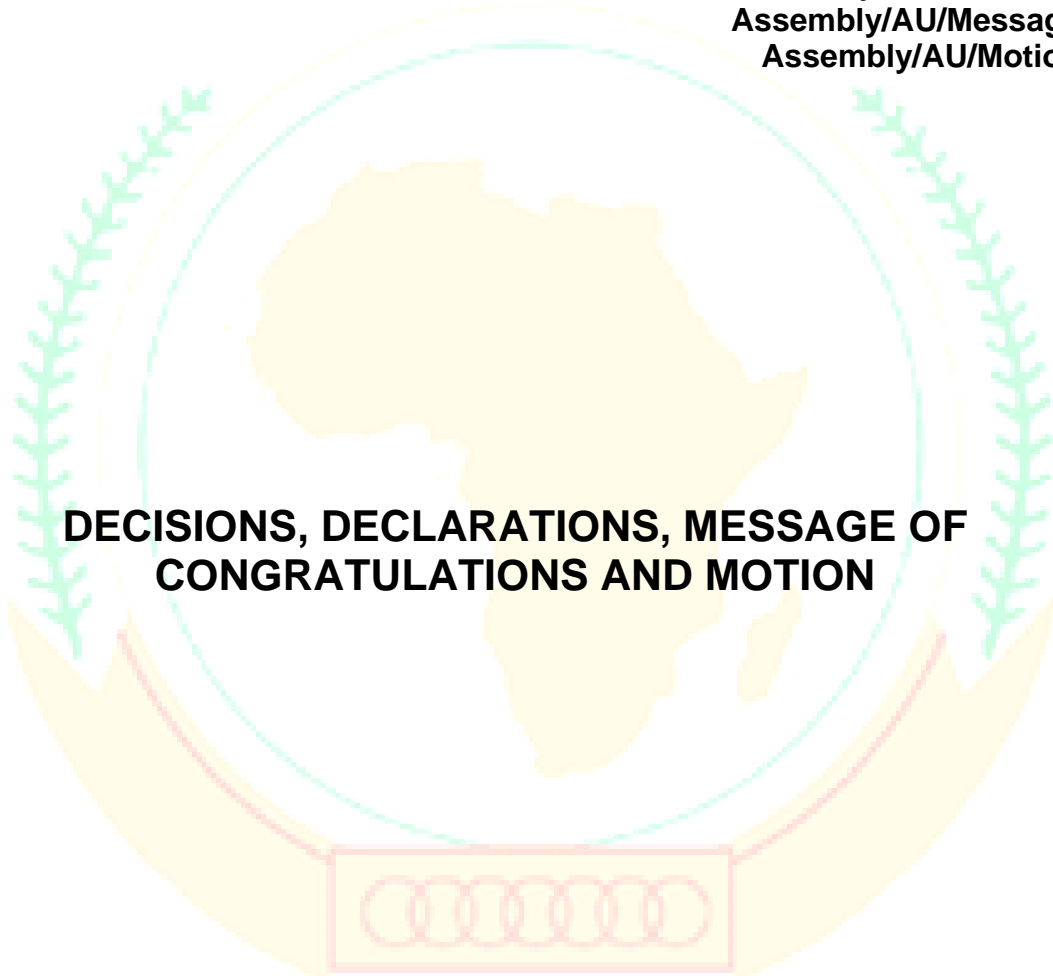 Assembly/AU/Messag
Assembly/AU/Motio
DECISIONS, DECLARATIONS, MESSAGE OF
CONGRATULATIONS AND MOTION